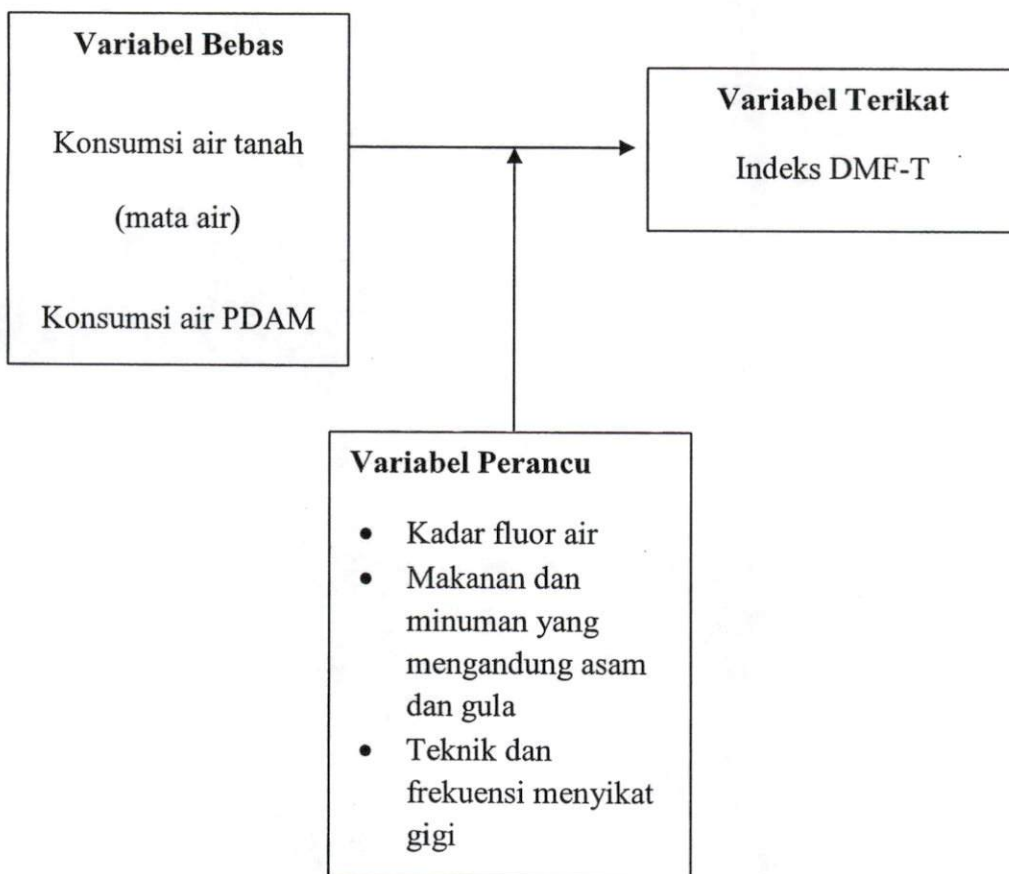 Variabel Bebas
Konsumsi air tanah
(mata air)
Konsumsi air PDAM
Variabel Terikat
Indeks DMF-T
Variabel Perancu
• Kadar fluor air
• Makanan dan
minuman yang
mengandung asam
dan gula
• Teknik dan
frekuensi menyikat
gigi